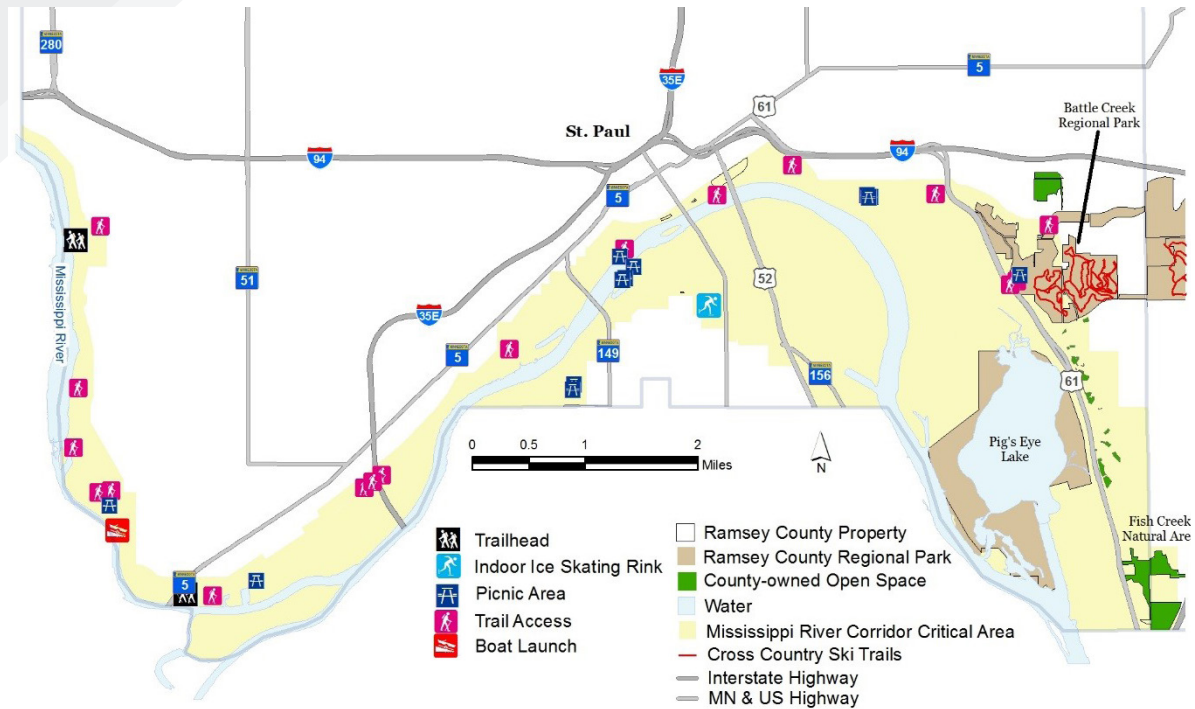 280
35E
5
61
Battle Creek
Regional Park
St. Paul
94
94
5
51
Mississippi River
52
35E
5
149
156
61
Pig's Eye
Lake
0 0.5 1 2
Miles
N
Fish Creek
Natural Are
5
Trailhead
Indoor Ice Skating Rink
Picnic Area
Trail Access
Boat Launch
Ramsey County Property
Ramsey County Regional Park
County-owned Open Space
Water
Mississippi River Corridor Critical Area
Cross Country Ski Trails
Interstate Highway
MN & US Highway